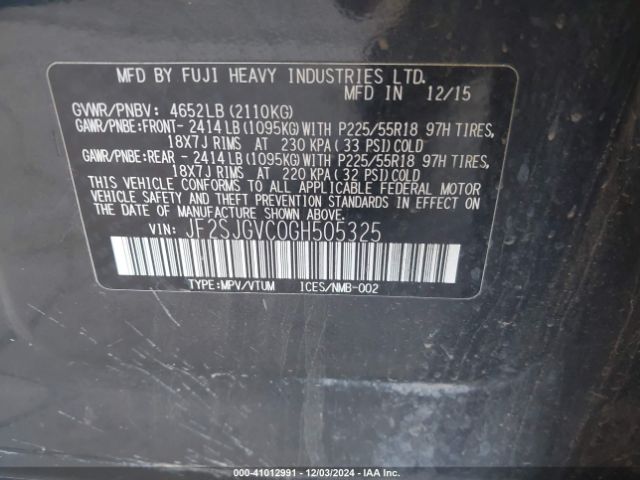 MFD BY FUJI HEAVY INDUSTRIES LTD.
MFD IN 12/15
GVWR/PNBV: 4652LB (2110KG)
GAWR/PNBE:FRONT- 2414LB (1095KG) WITH P225/55R18 97H TIRES,
18X7J RIMS AT 230 KPA ( 33 PSI) COLD
GAWR/PNBE:REAR - 2414LB (1095KG) WITH P225/55R18 97H TIRES,
18X7J RIMS AT 220 KPA ( 32 PSI) COLD
THIS VEHICLE CONFORMS TO ALL APPLICABLE FEDERAL MOTOR
VEHICLE SAFETY AND THEFT PREVENTION STANDARDS IN EFFECT ON
THE DATE OF MANUFACTURE SHOWN ABOVE.
VIN: JF2SJGVC0GH505325
TYPE:MPV/VTUM ICES/NMB-002
000-41012991 - 12/03/2024 - IAA Inc.